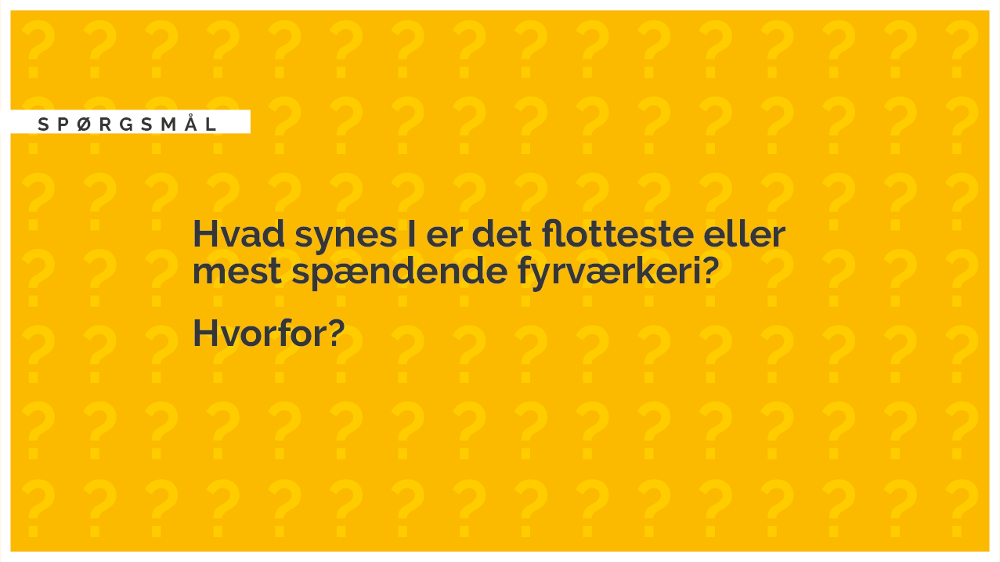 SPØRGSMÅL
Hvad synes I er det flotteste eller
mest spændende fyrværkeri?
Hvorfor?